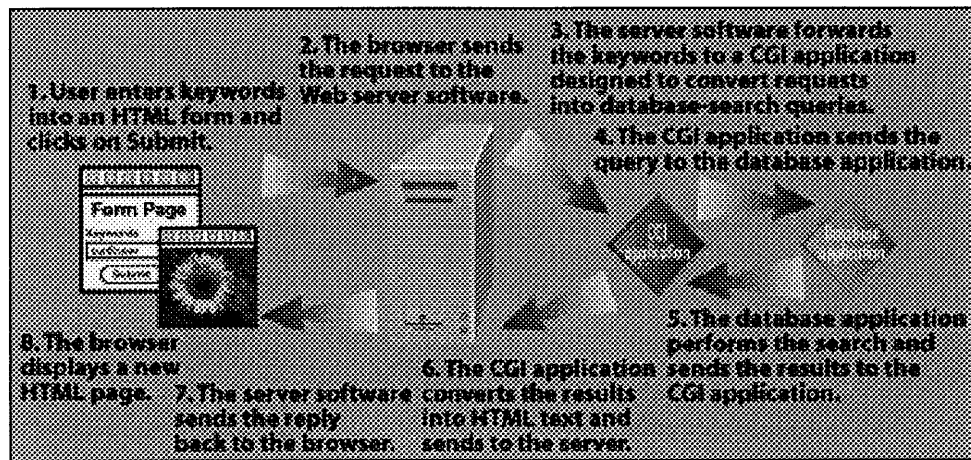 1. User enters keywords
into an HTML form and
clicks on Submit.
2. The browser sends
the request to the
Web server software.
3. The server software forwards
the keywords to a CGI application
designed to convert requests
into database-search queries.
4. The CGI application sends the
query to the database application.
Form Page
Keywords
Submit
CGI
Application
5. The database application
performs the search and
sends the results to the
CGI application.
6. The CGI application
converts the results
into HTML text and
sends to the server.
7. The server software
sends the reply
back to the browser.
8. The browser
displays a new
HTML page.